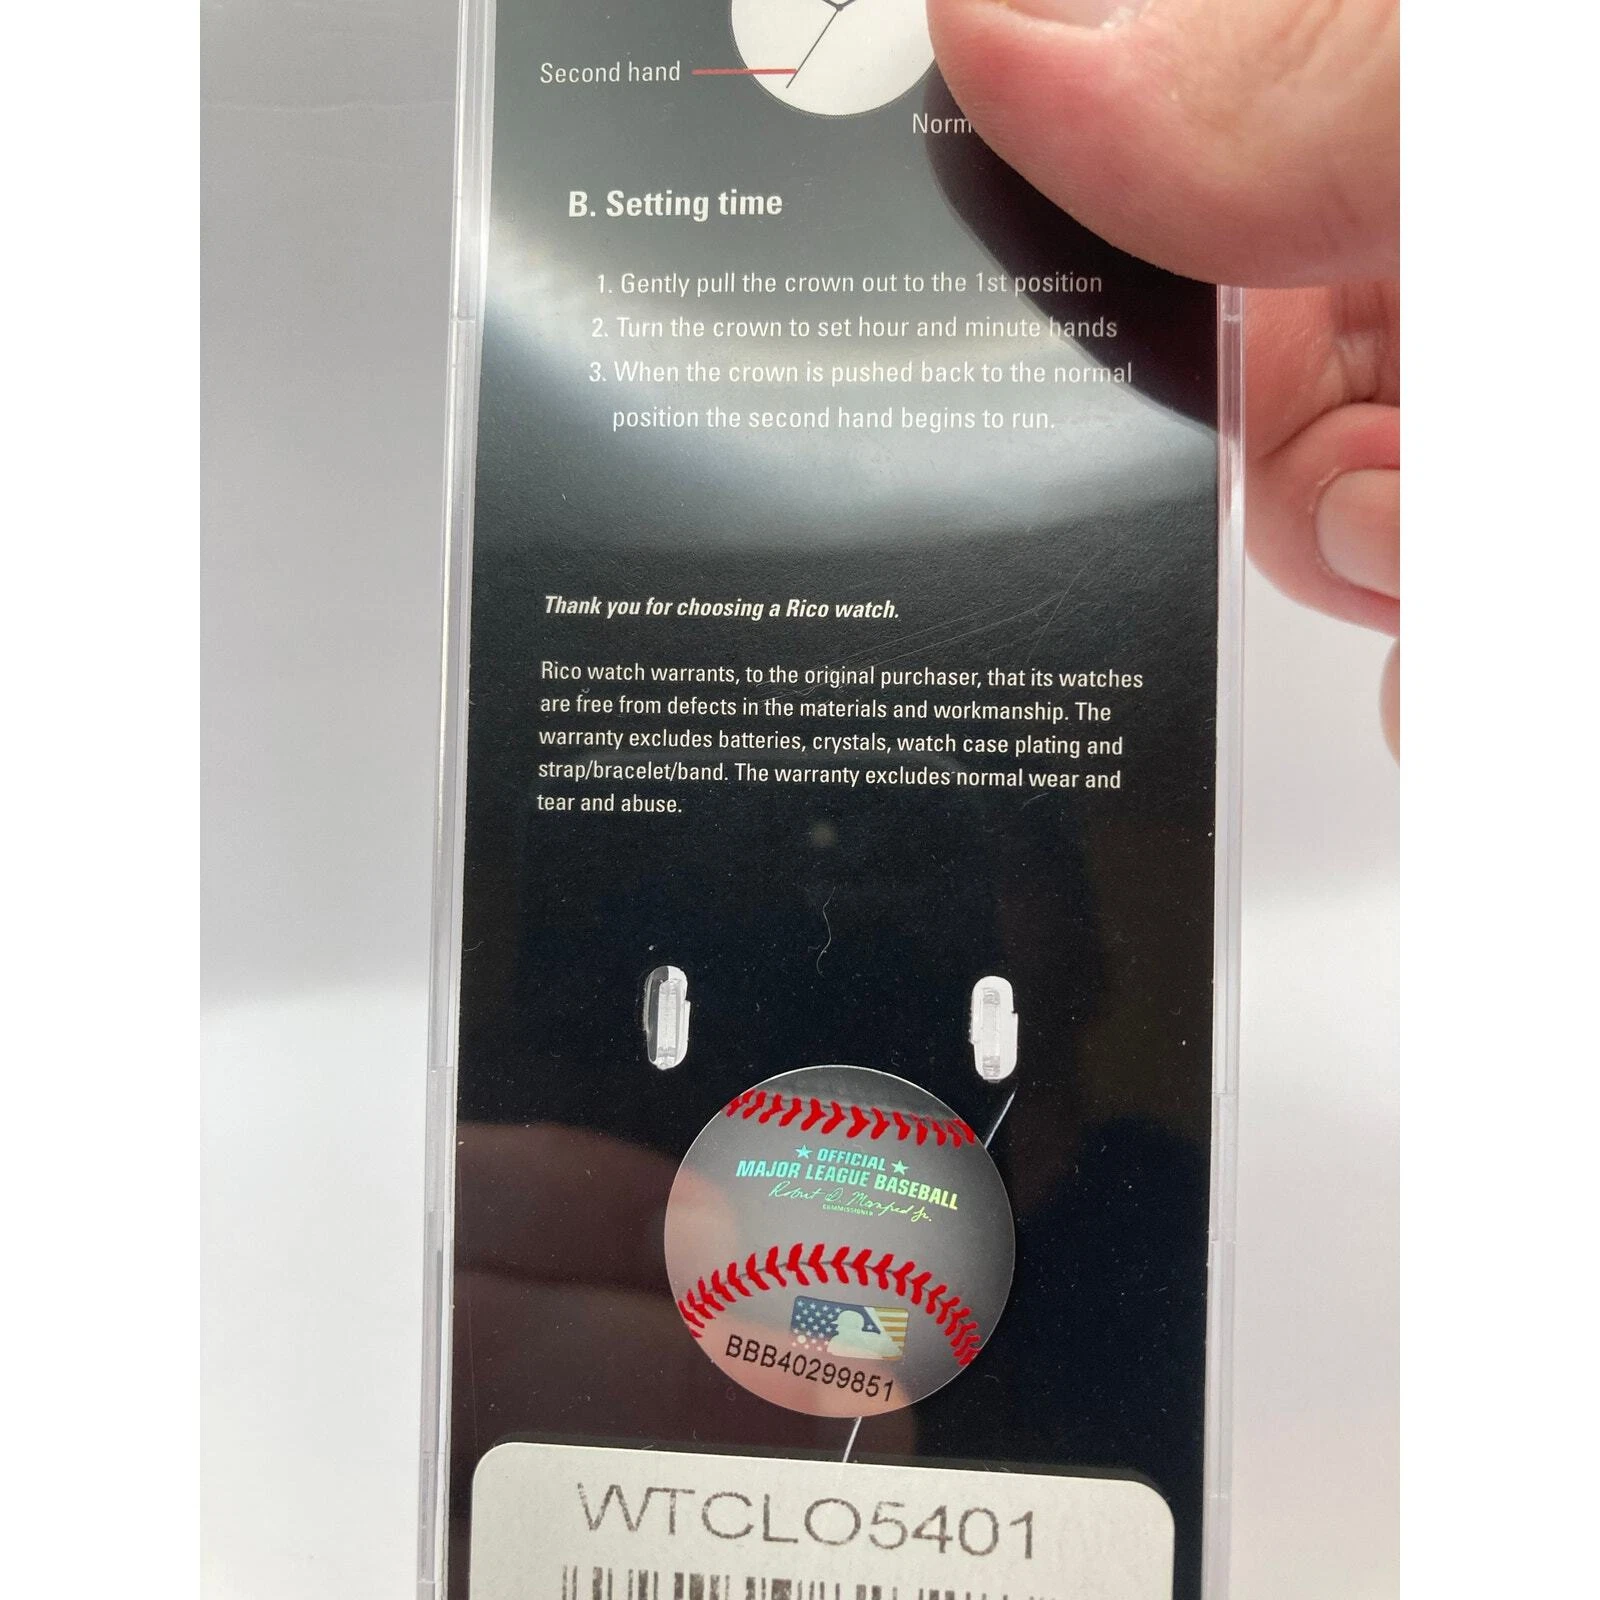 Second hand
B. Setting time
1. Gently pull the crown out to the 1st position
2. Turn the crown to set hour and minute hands
3. When the crown is pushed back to the normal
position the second hand begins to run.
Thank you for choosing a Rico watch.
Rico watch warrants, to the original purchaser, that its watches
are free from defects in the materials and workmanship. The
warranty excludes batteries, crystals, watch case plating and
strap/bracelet/band. The warranty excludes normal wear and
tear and abuse.
★ OFFICIAL ★
MAJOR LEAGUE BASEBALL
Robert D. Manfred Jr.
COMMISSIONER
BBB40299851
WTCLO5401